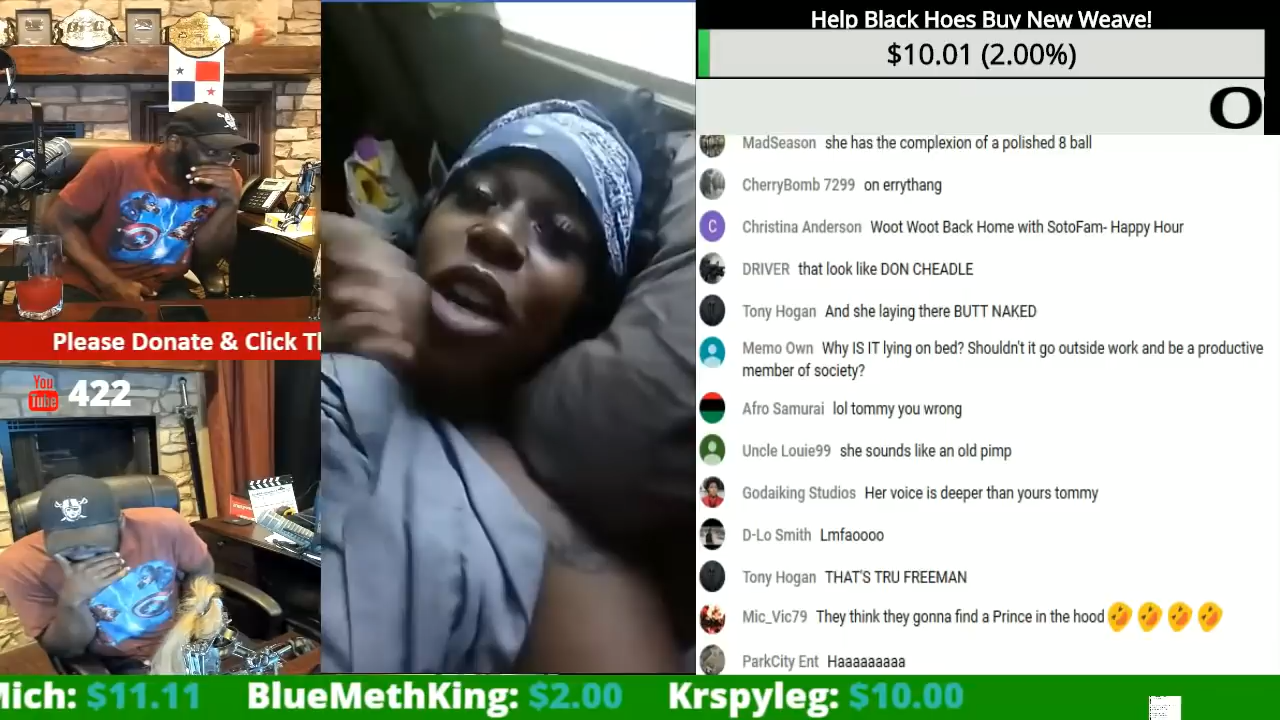 Help Black Hoes Buy New Weave!
$10.01 (2.00%)
O
MadSeason she has the complexion of a polished 8 ball
CherryBomb 7299 on errythang
C Christina Anderson Woot Woot Back Home with SotoFam- Happy Hour
DRIVER that look like DON CHEADLE
Tony Hogan And she laying there BUTT NAKED
Memo Own Why IS IT lying on bed? Shouldn't it go outside work and be a productive
member of society?
Afro Samurai lol tommy you wrong
Uncle Louie99 she sounds like an old pimp
Godaiking Studios Her voice is deeper than yours tommy
D-Lo Smith Lmfaoooo
Tony Hogan THAT'S TRU FREEMAN
Mic_Vic79 They think they gonna find a Prince in the hood
ParkCity Ent Haaaaaaaaa
Please Donate & Click Tl
You
Tube 422
Mich: $11.11 BlueMethKing: $2.00 Krspyleg: $10.00